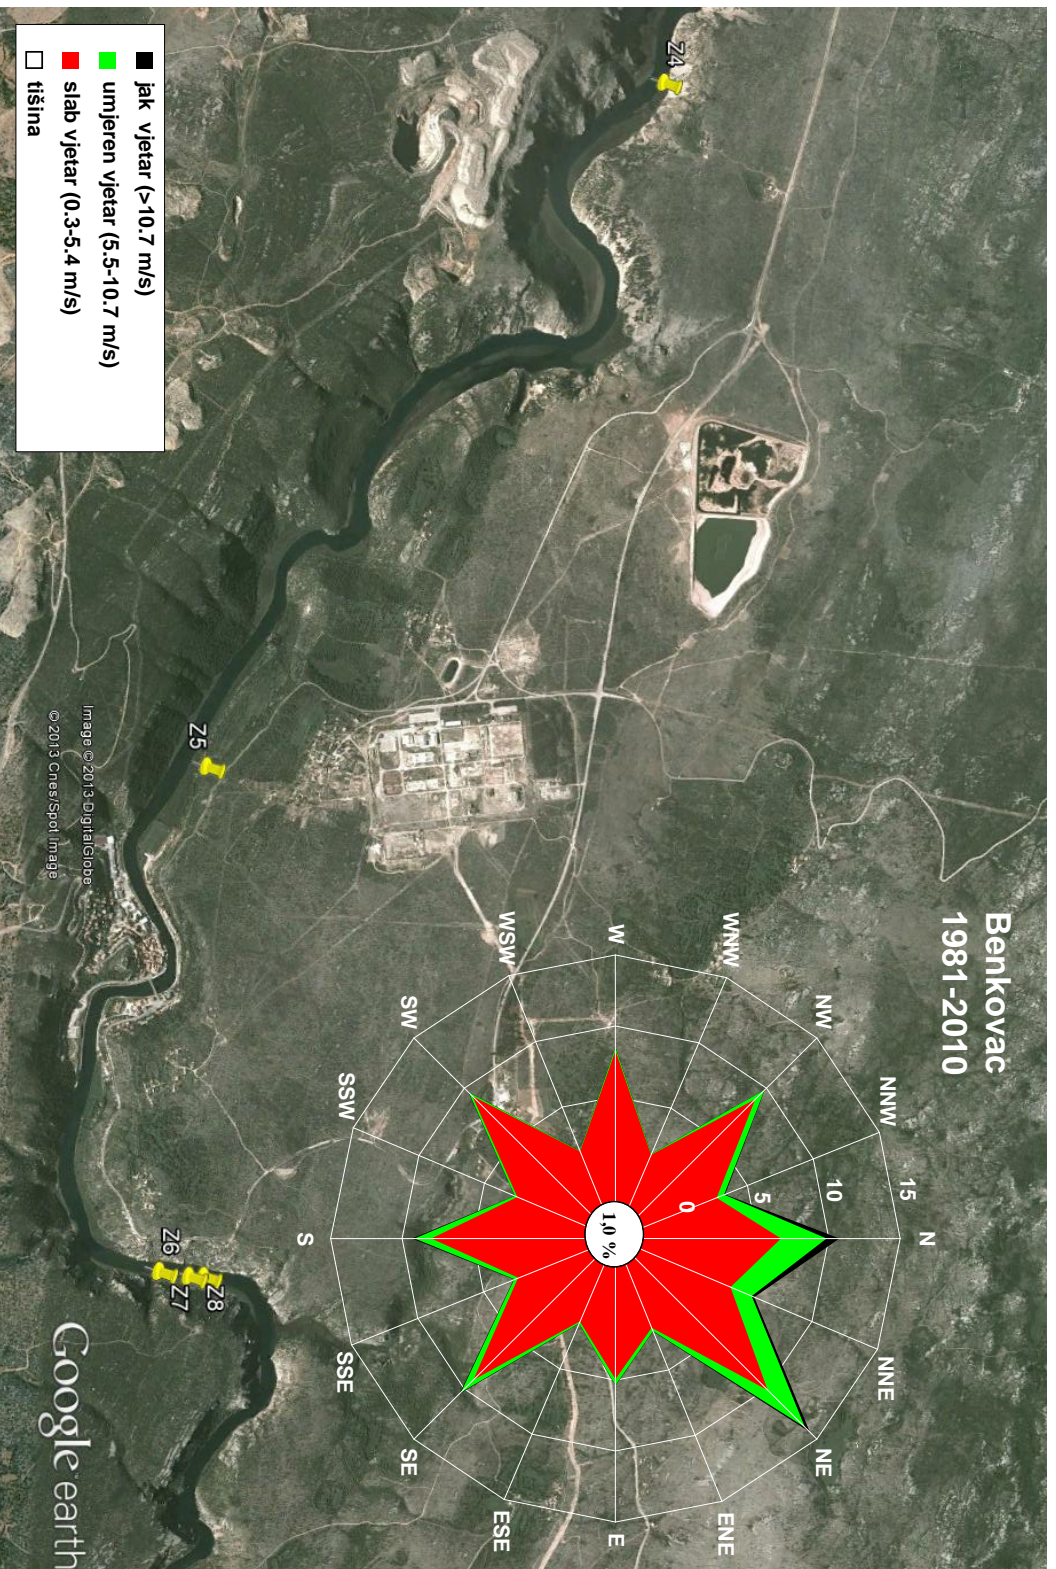 Benkovac
1981-2010
N
NNE
NE
ENE
E
ESE
SE
SSE
S
SSW
SW
WSW
W
WNW
NW
NNW
15
10
5
0
1,0 %
Z4
Z5
Z6
Z7
Z8
jak vjetar (>10.7 m/s)
umjeren vjetar (5.5-10.7 m/s)
slab vjetar (0.3-5.4 m/s)
tišina
Image © 2013 DigitalGlobe
© 2013 Cnes/Spot Image
Google earth